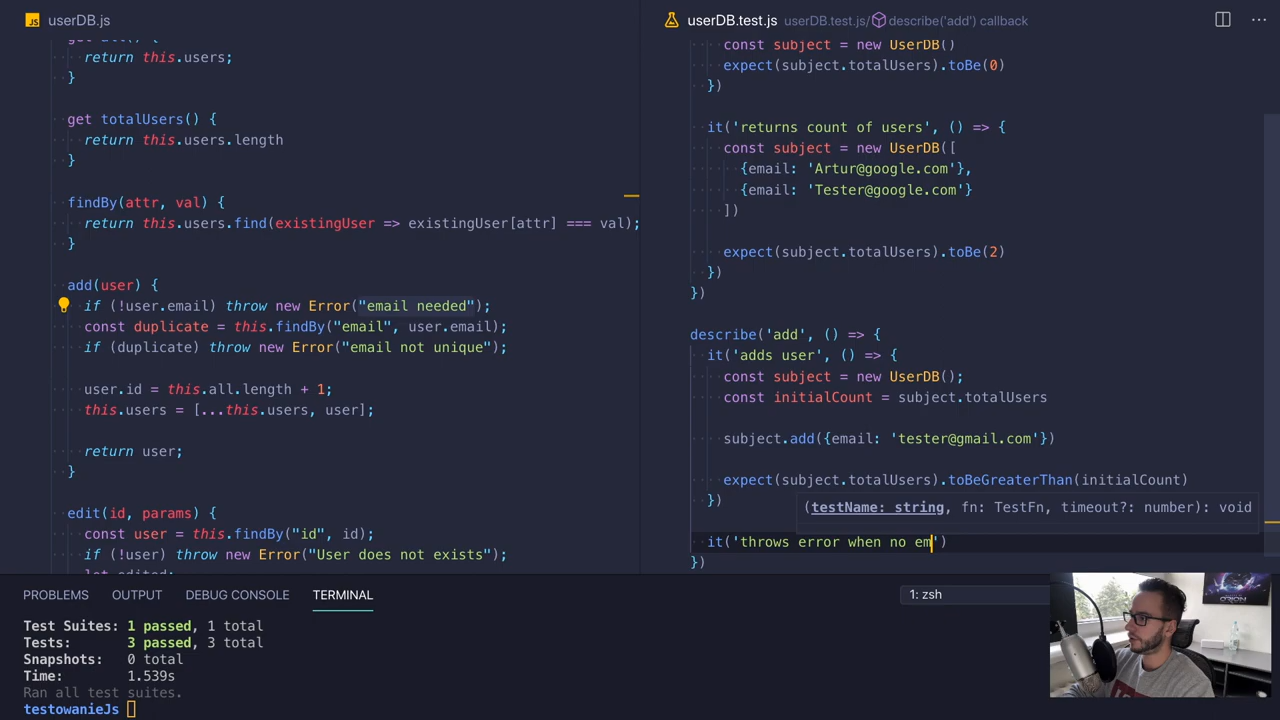 userDB.js
return this.users;
}
get totalUsers() {
return this.users.length
}
findBy(attr, val) {
return this.users.find(existingUser => existingUser[attr] === val);
}
add(user) {
if (!user.email) throw new Error("email needed");
const duplicate = this.findBy("email", user.email);
if (duplicate) throw new Error("email not unique");
user.id = this.all.length + 1;
this.users = [...this.users, user];
return user;
}
edit(id, params) {
const user = this.findBy("id", id);
if (!user) throw new Error("User does not exists");
let edited;
userDB.test.js userDB.test.js/ describe('add') callback
const subject = new UserDB()
expect(subject.totalUsers).toBe(0)
})
it('returns count of users', () => {
const subject = new UserDB([
{email: 'Artur@google.com'},
{email: 'Tester@google.com'}
])
expect(subject.totalUsers).toBe(2)
})
})
describe('add', () => {
it('adds user', () => {
const subject = new UserDB();
const initialCount = subject.totalUsers
subject.add({email: 'tester@gmail.com'})
expect(subject.totalUsers).toBeGreaterThan(initialCount)
})
(testName: string, fn: TestFn, timeout?: number): void
it('throws error when no em')
})
PROBLEMS OUTPUT DEBUG CONSOLE TERMINAL
1: zsh
Test Suites: 1 passed, 1 total
Tests: 3 passed, 3 total
Snapshots: 0 total
Time: 1.539s
Ran all test suites.
testowanieJs